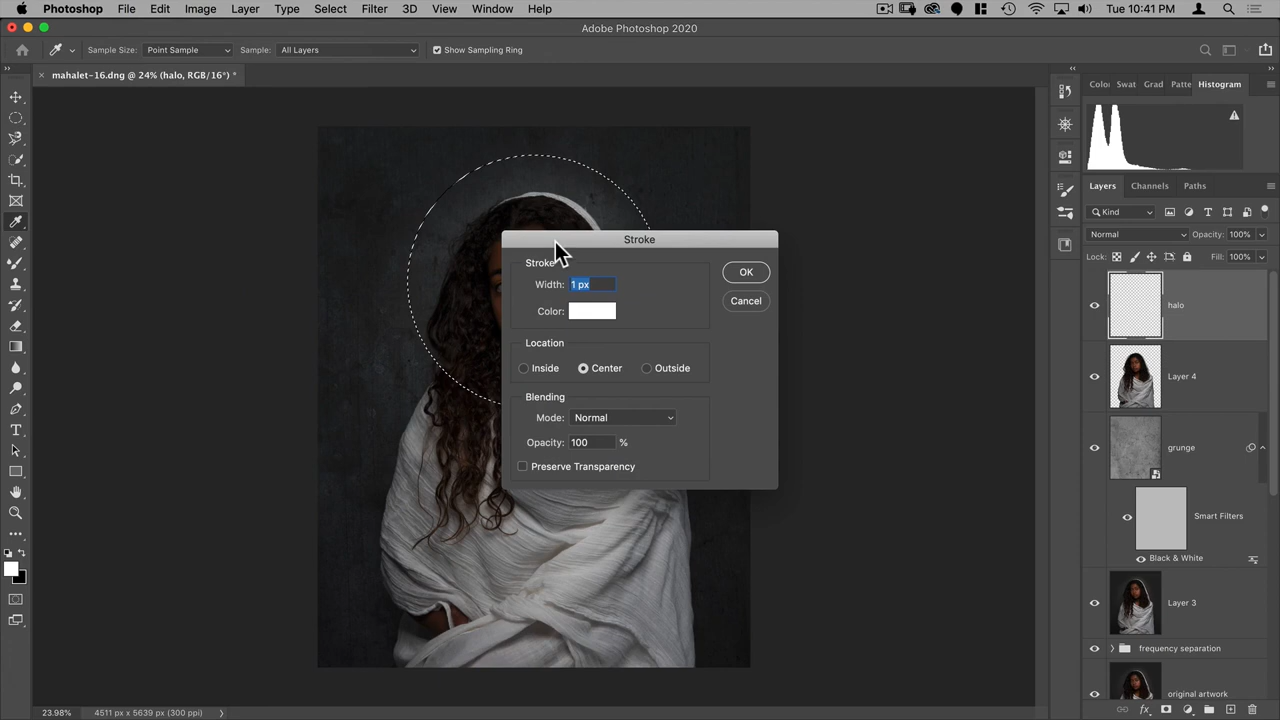 Photoshop File Edit Image Layer Type Select Filter 3D View Window Help Tue 10:41 PM
Adobe Photoshop 2020
Sample Size: Point Sample Sample: All Layers Show Sampling Ring
mahalet-16.dng @ 24% (halo, RGB/16*) *
Color Swat Grad Patte Histogram
Layers Channels Paths
Kind
Normal Opacity: 100%
Lock: Fill: 100%
halo
Layer 4
grunge
Smart Filters
Black & White
Layer 3
frequency separation
original artwork
Stroke
Stroke
Width: 1 px
Color:
OK
Cancel
Location
Inside Center Outside
Blending
Mode: Normal
Opacity: 100 %
Preserve Transparency
23.98% 4511 px x 5639 px (300 ppi)